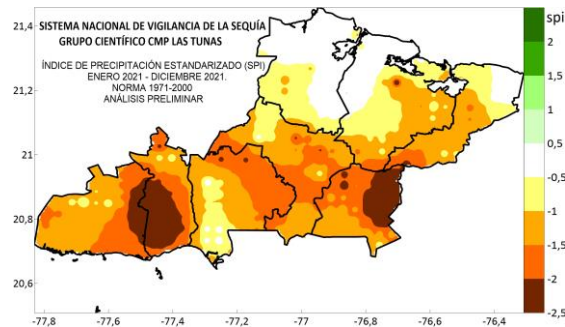 SISTEMA NACIONAL DE VIGILANCIA DE LA SEQUÍA
GRUPO CIENTÍFICO CMP LAS TUNAS
ÍNDICE DE PRECIPITACIÓN ESTANDARIZADO (SPI)
ENERO 2021 - DICIEMBRE 2021.
NORMA 1971-2000
ANÁLISIS PRELIMINAR
spi
2
1,5
1
0,5
-0,5
-1
-1,5
-2
-2,5
21,4
21,2
21
20,8
20,6
-77,8 -77,6 -77,4 -77,2 -77 -76,8 -76,6 -76,4